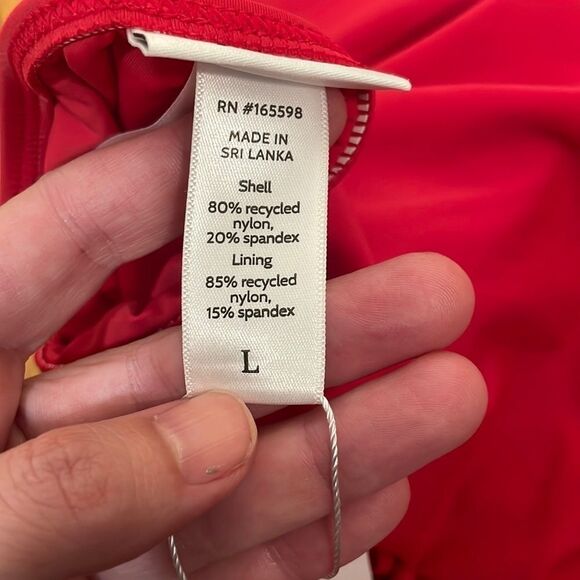 RN #165598
MADE IN
SRI LANKA
Shell
80% recycled
nylon,
20% spandex
Lining
85% recycled
nylon,
15% spandex
L